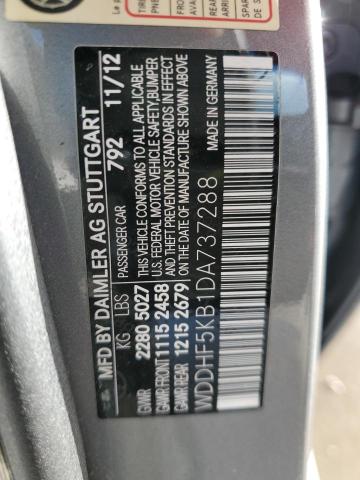 MFD BY DAIMLER AG STUTTGART 792 11/12
KG LBS PASSENGER CAR
GVWR 2280 5027 THIS VEHICLE CONFORMS TO ALL APPLICABLE
GAWR FRONT 1115 2458 U.S. FEDERAL MOTOR VEHICLE SAFETY, BUMPER
GAWR REAR 1215 2679 AND THEFT PREVENTION STANDARDS IN EFFECT
ON THE DATE OF MANUFACTURE SHOWN ABOVE
WDDHF5KB1DA737288 MADE IN GERMANY